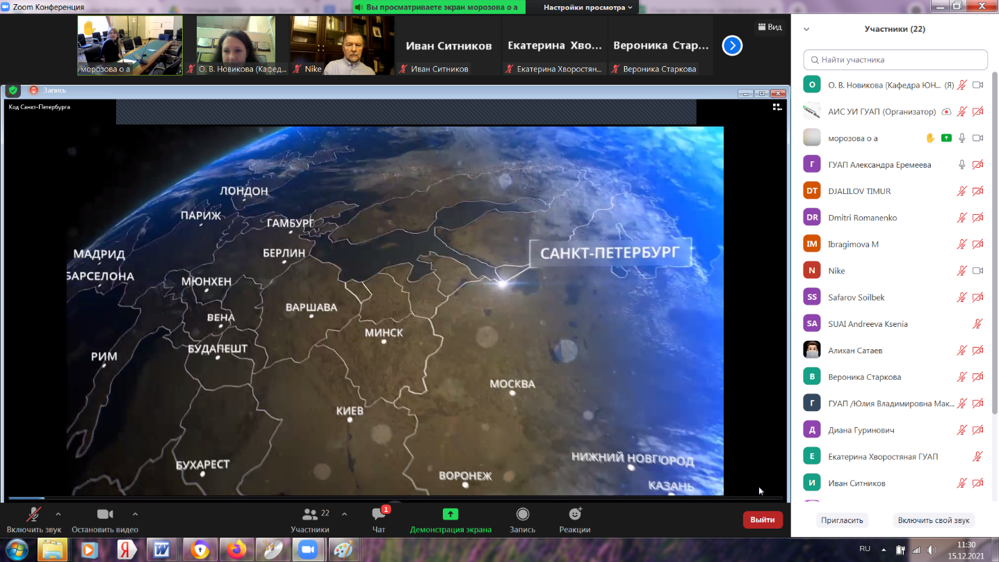 Zoom Конференция
Вы просматриваете экран морозова о а
Настройки просмотра
Вид
морозова о а
О. В. Новикова (Кафед...
Nike
Иван Ситников
Иван Ситников
Екатерина Хво...
Екатерина Хворостян...
Вероника Стар...
Вероника Старкова
Запись
Код Санкт-Петербурга
ЛОНДОН
ПАРИЖ
ГАМБУРГ
МАДРИД
БЕРЛИН
САНКТ-ПЕТЕРБУРГ
БАРСЕЛОНА
МЮНХЕН
ВАРШАВА
ВЕНА
МИНСК
БУДАПЕШТ
РИМ
МОСКВА
КИЕВ
БУХАРЕСТ
НИЖНИЙ НОВГОРОД
ВОРОНЕЖ
КАЗАНЬ
Участники (22)
Найти участника
О О. В. Новикова (Кафедра ЮН... (Я)
АИС УИ ГУАП (Организатор)
морозова о а
Г ГУАП Александра Еремеева
DT DJALILOV TIMUR
DR Dmitri Romanenko
IM Ibragimova M
N Nike
SS Safarov Soilbek
SA SUAI Andreeva Ksenia
Алихан Сатаев
В Вероника Старкова
Г ГУАП /Юлия Владимировна Мак...
Д Диана Гуринович
Е Екатерина Хворостяная ГУАП
И Иван Ситников
Пригласить
Включить свой звук
Включить звук
Остановить видео
22
Участники
1
Чат
Демонстрация экрана
Запись
Реакции
Выйти
RU
11:30
15.12.2021